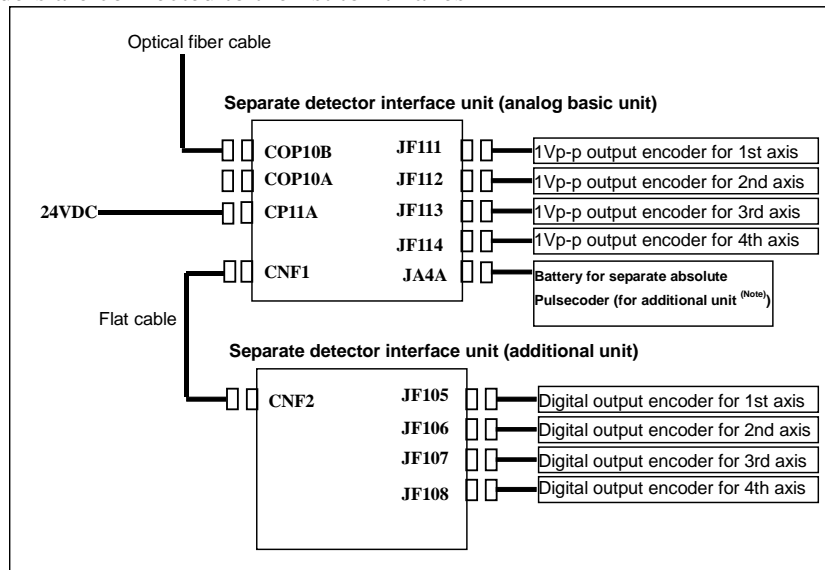 Optical fiber cable
Separate detector interface unit (analog basic unit)
COP10B
JF111
1Vp-p output encoder for 1st axis
COP10A
JF112
1Vp-p output encoder for 2nd axis
24VDC
CP11A
JF113
1Vp-p output encoder for 3rd axis
JF114
1Vp-p output encoder for 4th axis
CNF1
JA4A
Battery for separate absolute
Pulsecoder (for additional unit (Note))
Flat cable
Separate detector interface unit (additional unit)
CNF2
JF105
Digital output encoder for 1st axis
JF106
Digital output encoder for 2nd axis
JF107
Digital output encoder for 3rd axis
JF108
Digital output encoder for 4th axis